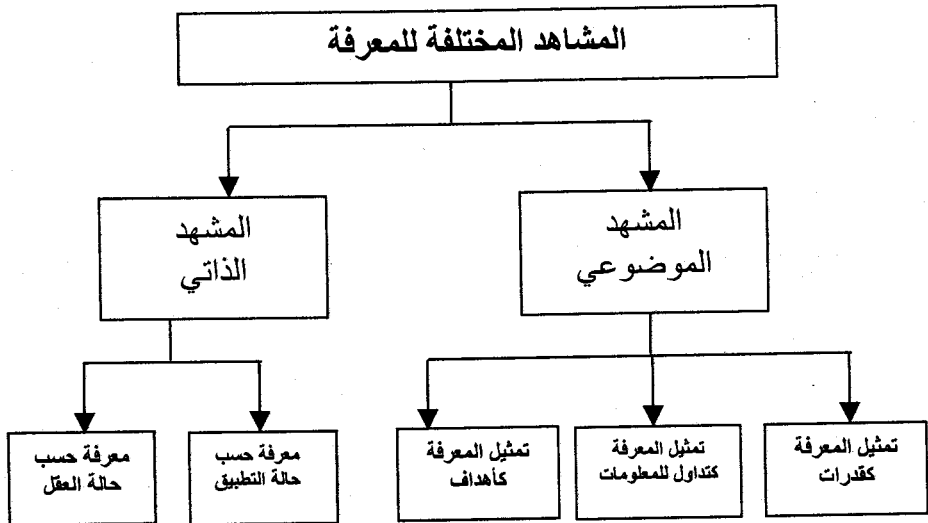 المشاهد المختلفة للمعرفة
المشهد
الموضوعي
المشهد
الذاتي
تمثيل المعرفة
كقدرات
تمثيل المعرفة
كتداول للمعلومات
تمثيل المعرفة
كأهداف
معرفة حسب
حالة التطبيق
معرفة حسب
حالة العقل